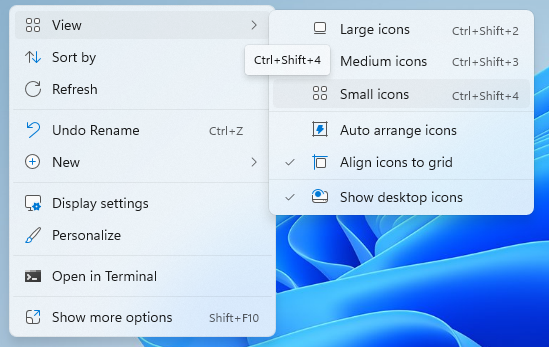 View
Sort by
Refresh
Undo Rename Ctrl+Z
New
Display settings
Personalize
Open in Terminal
Show more options Shift+F10
Ctrl+Shift+4
Large icons Ctrl+Shift+2
Medium icons Ctrl+Shift+3
Small icons Ctrl+Shift+4
Auto arrange icons
Align icons to grid
Show desktop icons